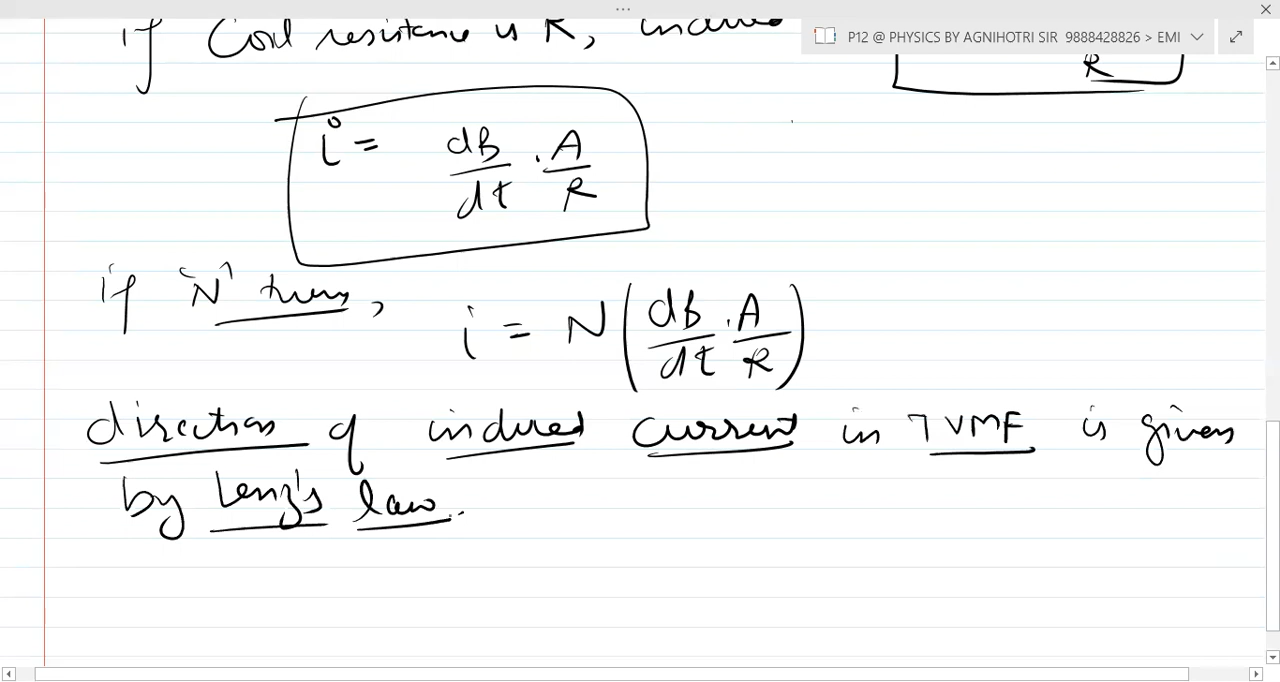 P12 @ PHYSICS BY AGNIHOTRI SIR 9888428826 > EMI
if Coil resistance is R, induced
R
i = dB/dt . A/R
if 'N' turns, i = N(dB/dt . A/R)
direction of induced current in TVMF is given
by Lenz's law.